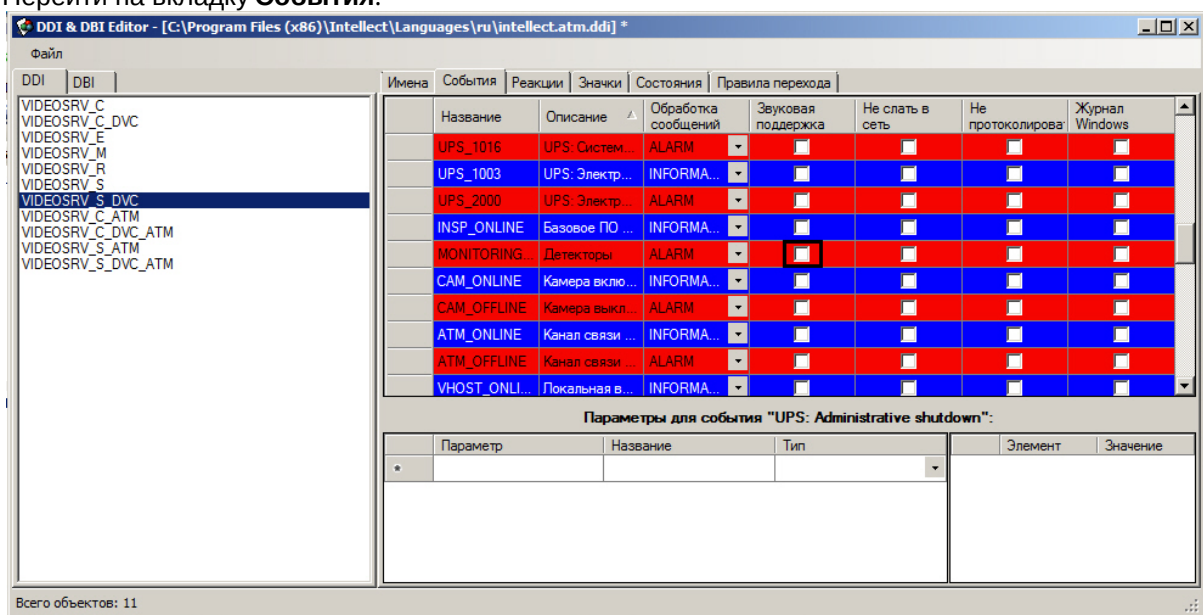 Перейти на вкладку События.
DDI & DBI Editor - [C:\Program Files (x86)\Intellect\Languages\ru\intellect.atm.ddi] *
Файл
DDI DBI
VIDEOSRV_C
VIDEOSRV_C_DVC
VIDEOSRV_E
VIDEOSRV_M
VIDEOSRV_R
VIDEOSRV_S
VIDEOSRV_S_DVC
VIDEOSRV_C_ATM
VIDEOSRV_C_DVC_ATM
VIDEOSRV_S_ATM
VIDEOSRV_S_DVC_ATM
Имена События Реакции Значки Состояния Правила перехода
Название Описание Обработка сообщений Звуковая поддержка Не слать в сеть Не протоколироват Журнал Windows
UPS_1016 UPS: Систем... ALARM
UPS_1003 UPS: Электр... INFORMA...
UPS_2000 UPS: Электр... ALARM
INSP_ONLINE Базовое ПО ... INFORMA...
MONITORING... Детекторы ALARM
CAM_ONLINE Камера вклю... INFORMA...
CAM_OFFLINE Камера выкл... ALARM
ATM_ONLINE Канал связи ... INFORMA...
ATM_OFFLINE Канал связи ... ALARM
VHOST_ONLI... Локальная в... INFORMA...
Параметры для события "UPS: Administrative shutdown":
Параметр Название Тип Элемент Значение
*
Всего объектов: 11